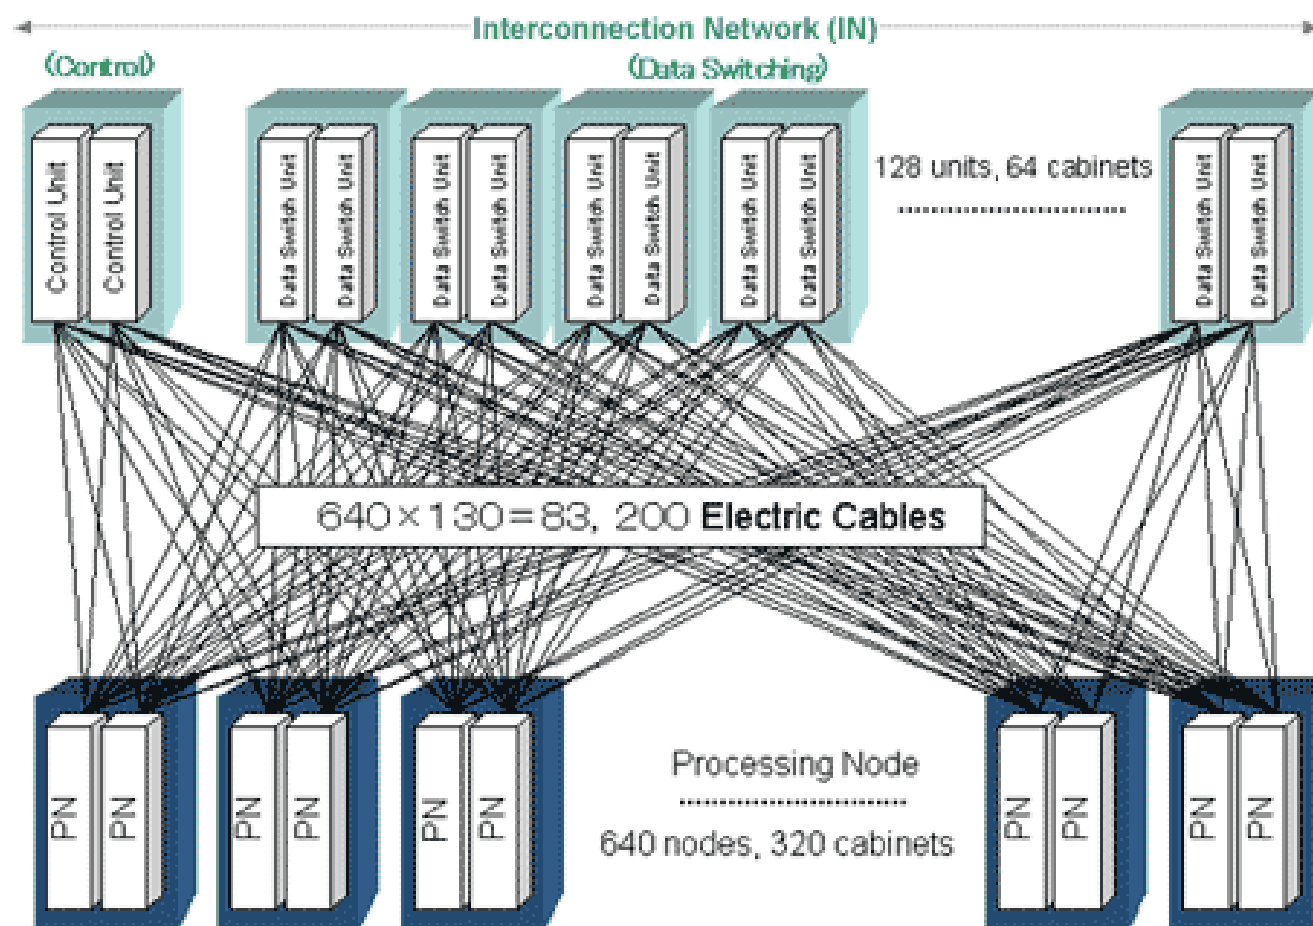 Interconnection Network (IN)
(Control)
(Data Switching)
Control Unit
Control Unit
Data Switch Unit
Data Switch Unit
Data Switch Unit
Data Switch Unit
Data Switch Unit
Data Switch Unit
Data Switch Unit
Data Switch Unit
128 units, 64 cabinets
Data Switch Unit
Data Switch Unit
640×130=83, 200 Electric Cables
PN
PN
PN
PN
PN
PN
Processing Node
640 nodes, 320 cabinets
PN
PN
PN
PN